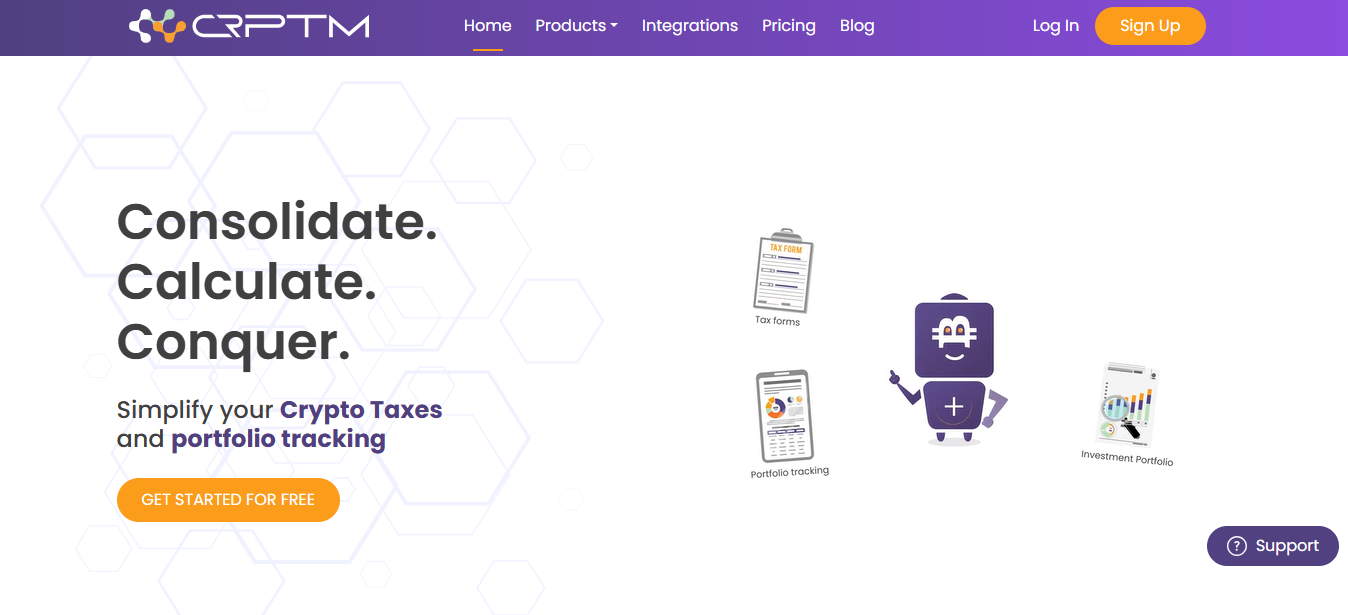 CRPTM
Home
Products
Integrations
Pricing
Blog
Log In
Sign Up
Consolidate.
Calculate.
Conquer.
Simplify your Crypto Taxes
and portfolio tracking
GET STARTED FOR FREE
TAX FORM
Tax forms
Portfolio tracking
Investment Portfolio
? Support